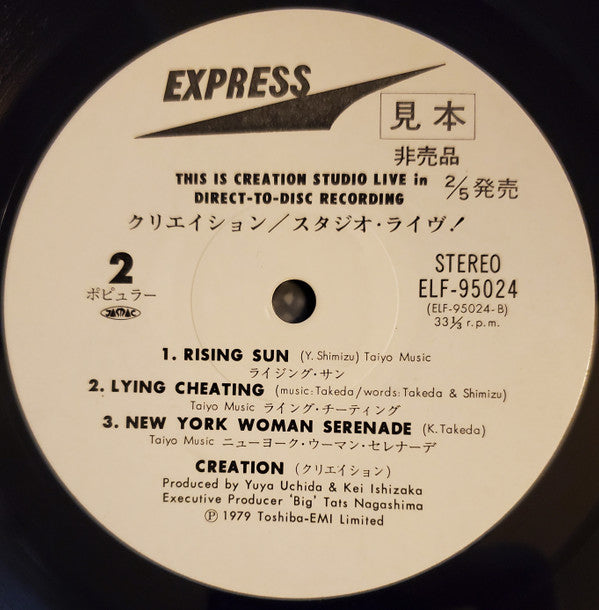 EXPRESS
見本
非売品
2/5発売
THIS IS CREATION STUDIO LIVE in
DIRECT-TO-DISC RECORDING
クリエイション/スタジオ・ライヴ!
2
ポピュラー
JASRAC
STEREO
ELF-95024
(ELF-95024-B)
33⅓ r.p.m.
1. RISING SUN (Y. Shimizu) Taiyo Music
ライジング・サン
2. LYING CHEATING (music: Takeda/words: Takeda & Shimizu)
Taiyo Music ライング・チーティング
3. NEW YORK WOMAN SERENADE (K. Takeda)
Taiyo Music ニューヨーク・ウーマン・セレナーデ
CREATION (クリエイション)
Produced by Yuya Uchida & Kei Ishizaka
Executive Producer 'Big' Tats Nagashima
Ⓟ 1979 Toshiba-EMI Limited